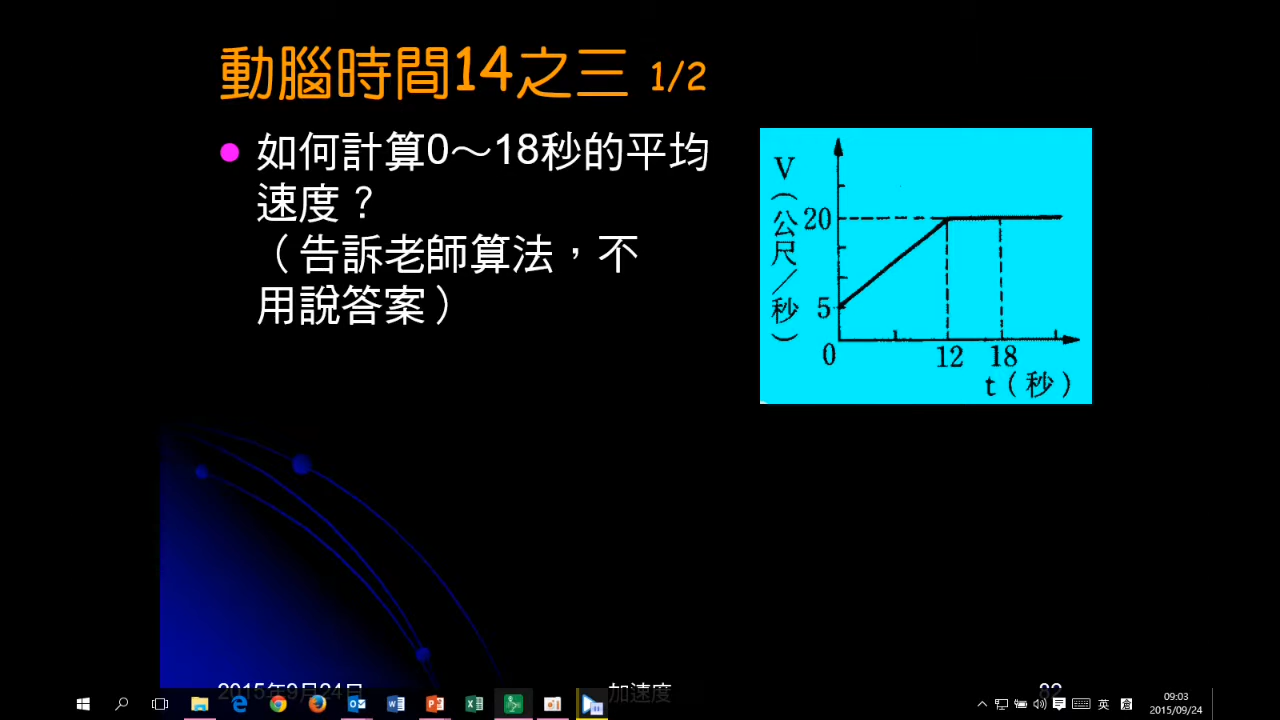 動腦時間14之三 1/2
如何計算0～18秒的平均
速度？
（告訴老師算法，不
用說答案）
V（公尺/秒）
20
5
0
12
18
t（秒）
2015年9月24日
加速度
82
英
09:03
2015/09/24